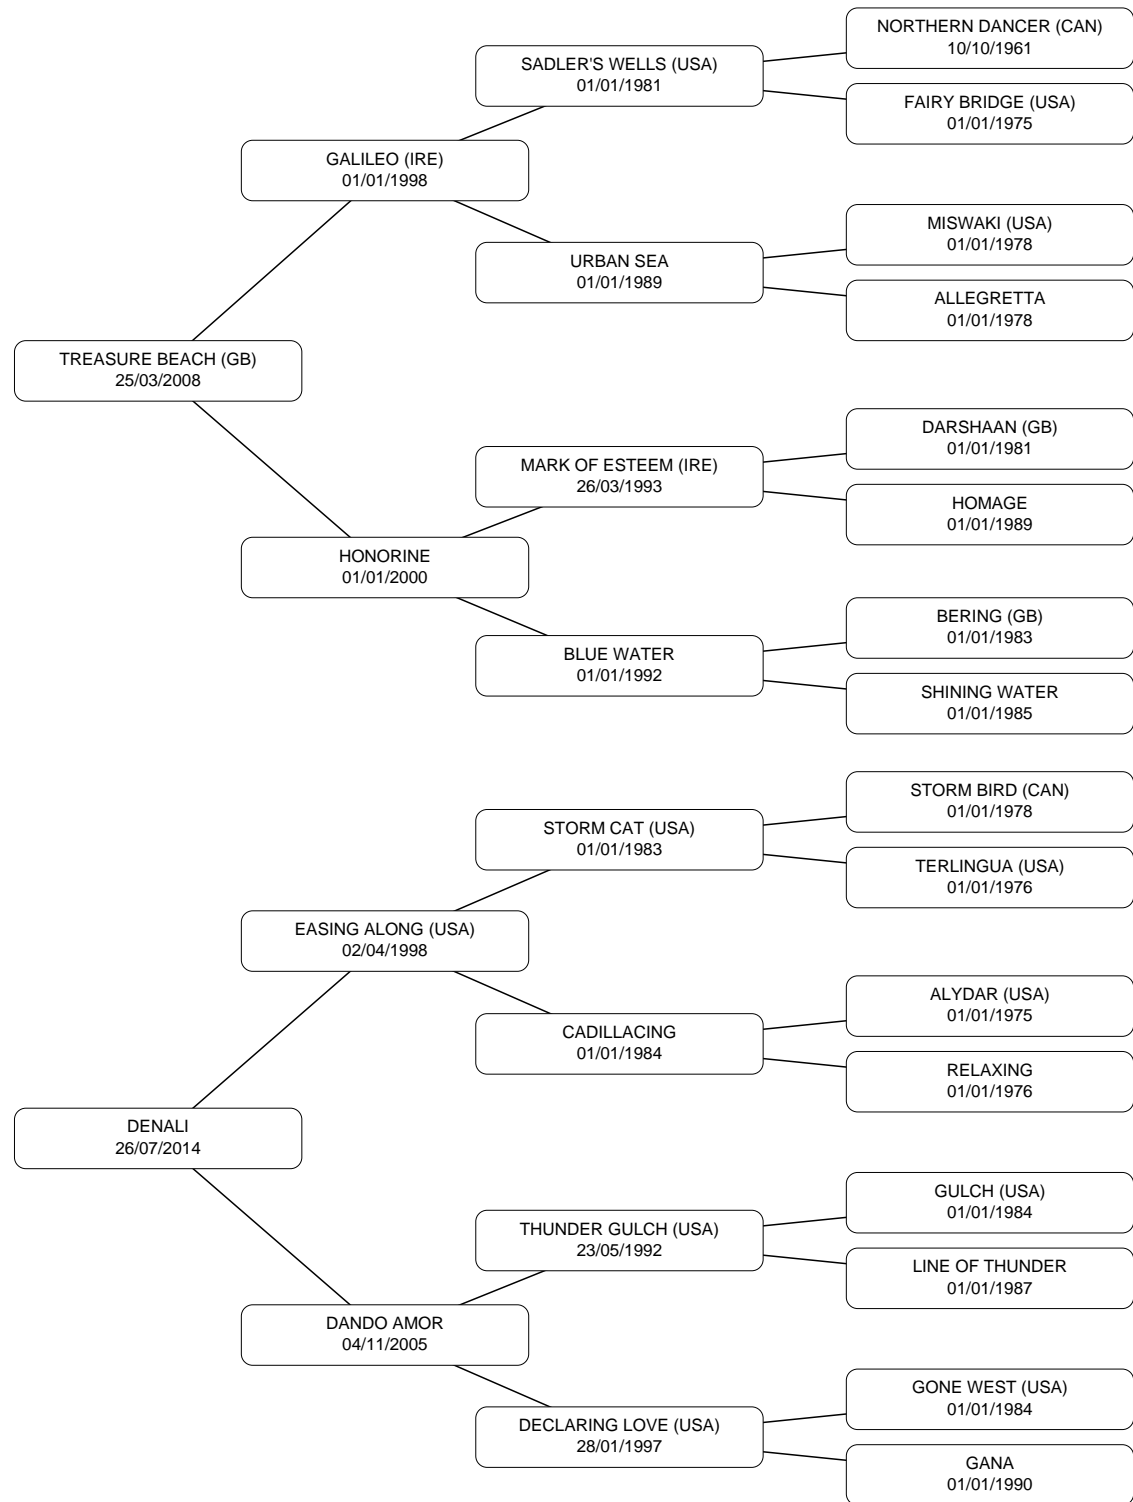 NORTHERN DANCER (CAN)
10/10/1961
SADLER'S WELLS (USA)
01/01/1981
FAIRY BRIDGE (USA)
01/01/1975
GALILEO (IRE)
01/01/1998
MISWAKI (USA)
01/01/1978
URBAN SEA
01/01/1989
ALLEGRETTA
01/01/1978
TREASURE BEACH (GB)
25/03/2008
DARSHAAN (GB)
01/01/1981
MARK OF ESTEEM (IRE)
26/03/1993
HOMAGE
01/01/1989
HONORINE
01/01/2000
BERING (GB)
01/01/1983
BLUE WATER
01/01/1992
SHINING WATER
01/01/1985
STORM BIRD (CAN)
01/01/1978
STORM CAT (USA)
01/01/1983
TERLINGUA (USA)
01/01/1976
EASING ALONG (USA)
02/04/1998
ALYDAR (USA)
01/01/1975
CADILLACING
01/01/1984
RELAXING
01/01/1976
DENALI
26/07/2014
GULCH (USA)
01/01/1984
THUNDER GULCH (USA)
23/05/1992
LINE OF THUNDER
01/01/1987
DANDO AMOR
04/11/2005
GONE WEST (USA)
01/01/1984
DECLARING LOVE (USA)
28/01/1997
GANA
01/01/1990